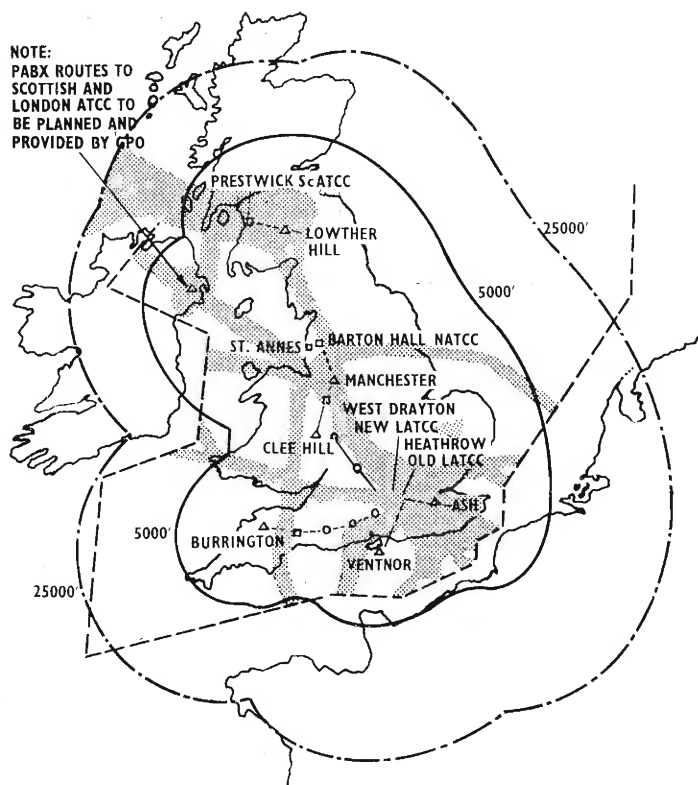 NOTE:
PABX ROUTES TO
SCOTTISH AND
LONDON ATCC TO
BE PLANNED AND
PROVIDED BY GPO
PRESTWICK ScATCC
LOWTHER
HILL
25000'
5000'
ST. ANNES
BARTON HALL NATCC
MANCHESTER
WEST DRAYTON
NEW LATCC
HEATHROW
OLD LATCC
CLEE HILL
ASH
5000'
BURRINGTON
VENTNOR
25000'